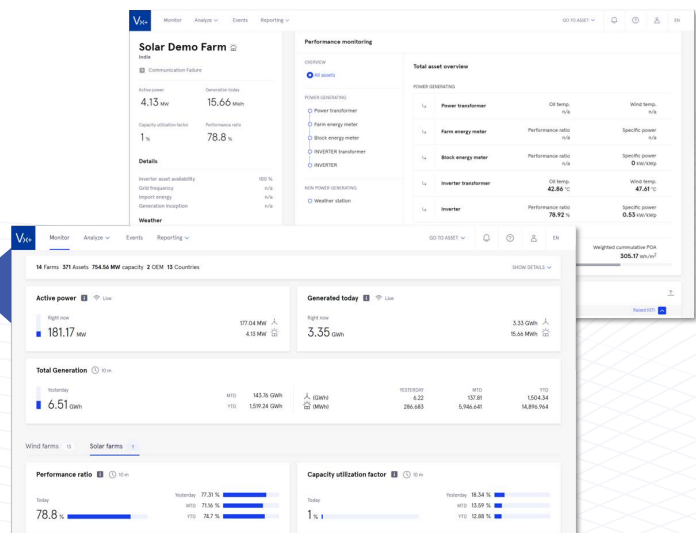 Vx+ Monitor Analyze Events Reporting GO TO ASSET EN
Solar Demo Farm
India
Communication Failure
Active power Generation today
4.13 MW 15.66 MWh
Capacity utilization factor Performance ratio
1 % 78.8 %
Details
Inverter asset availability 100 %
Grid frequency n/a
Import energy n/a
Generation inception n/a
Weather
Performance monitoring
OVERVIEW
All assets
POWER GENERATING
Power transformer
Farm energy meter
Block energy meter
INVERTER transformer
INVERTER
NON POWER GENERATING
Weather station
Total asset overview
POWER GENERATING
Power transformer Oil temp. Wind temp.
n/a n/a
Farm energy meter Performance ratio Specific power
n/a n/a
Block energy meter Performance ratio Specific power
n/a 0 kW/kWp
Inverter transformer Oil temp. Wind temp.
42.86 °C 47.61 °C
Inverter Performance ratio Specific power
78.92 % 0.53 kW/kWp
Weighted cummulative POA
305.17 Wh/m²
Vx+ Monitor Analyze Events Reporting GO TO ASSET EN
14 Farms 371 Assets 754.56 MW capacity 2 OEM 13 Countries SHOW DETAILS
Active power Live
Right now
181.17 MW
177.04 MW
4.13 MW
Generated today Live
Right now
3.35 GWh
3.33 GWh
15.66 MWh
Total Generation 10 m
Yesterday
6.51 GWh
MTD 143.76 GWh
YTD 1,519.24 GWh
YESTERDAY MTD YTD
(GWh) 6.22 137.81 1,504.34
(MWh) 286.683 5,946.641 14,896.964
Wind farms 13 Solar farms 1
Performance ratio 10 m
Today
78.8 %
Yesterday 77.31 %
MTD 71.16 %
YTD 74.7 %
Capacity utilization factor 10 m
Today
1 %
Yesterday 18.34 %
MTD 13.59 %
YTD 12.88 %